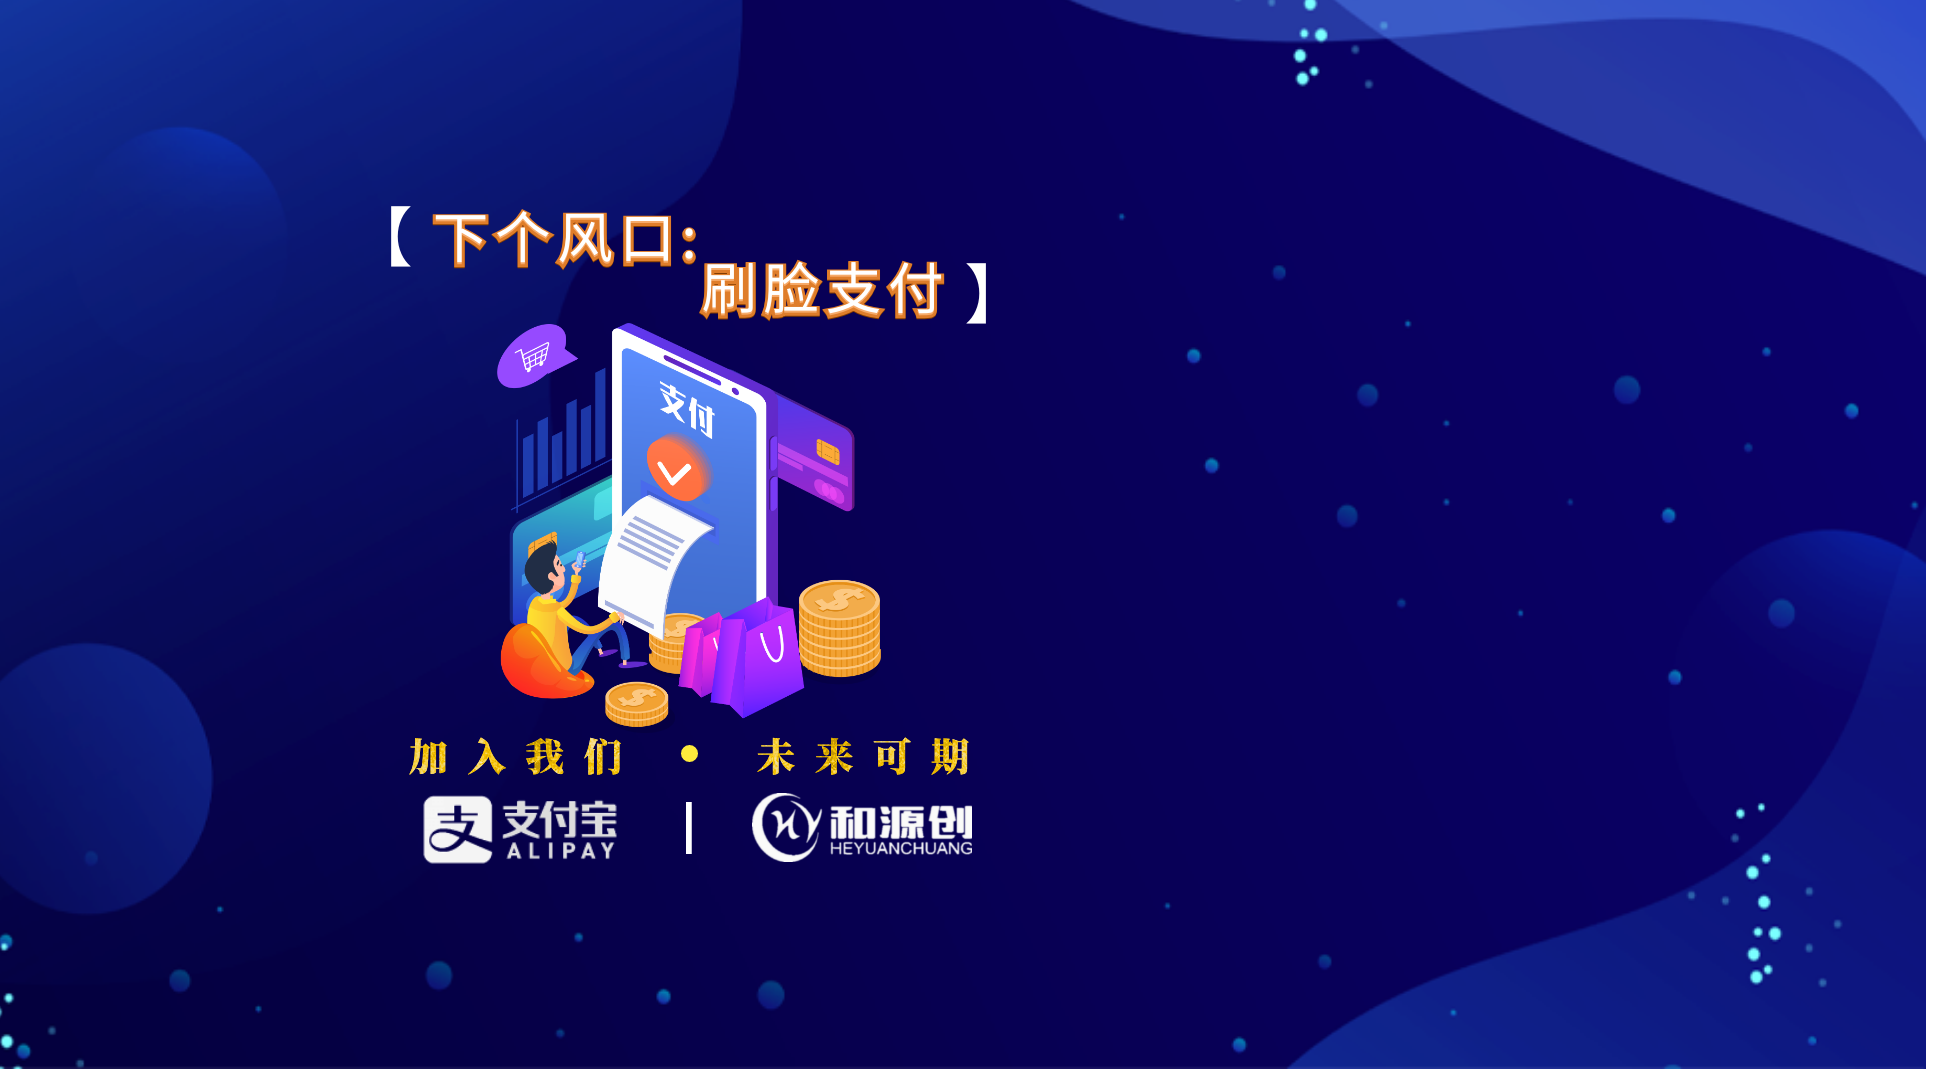 【下个风口:
刷脸支付】
支付
加入我们 • 未来可期
支付宝 | 和源创
ALIPAY HEYUANCHUANG